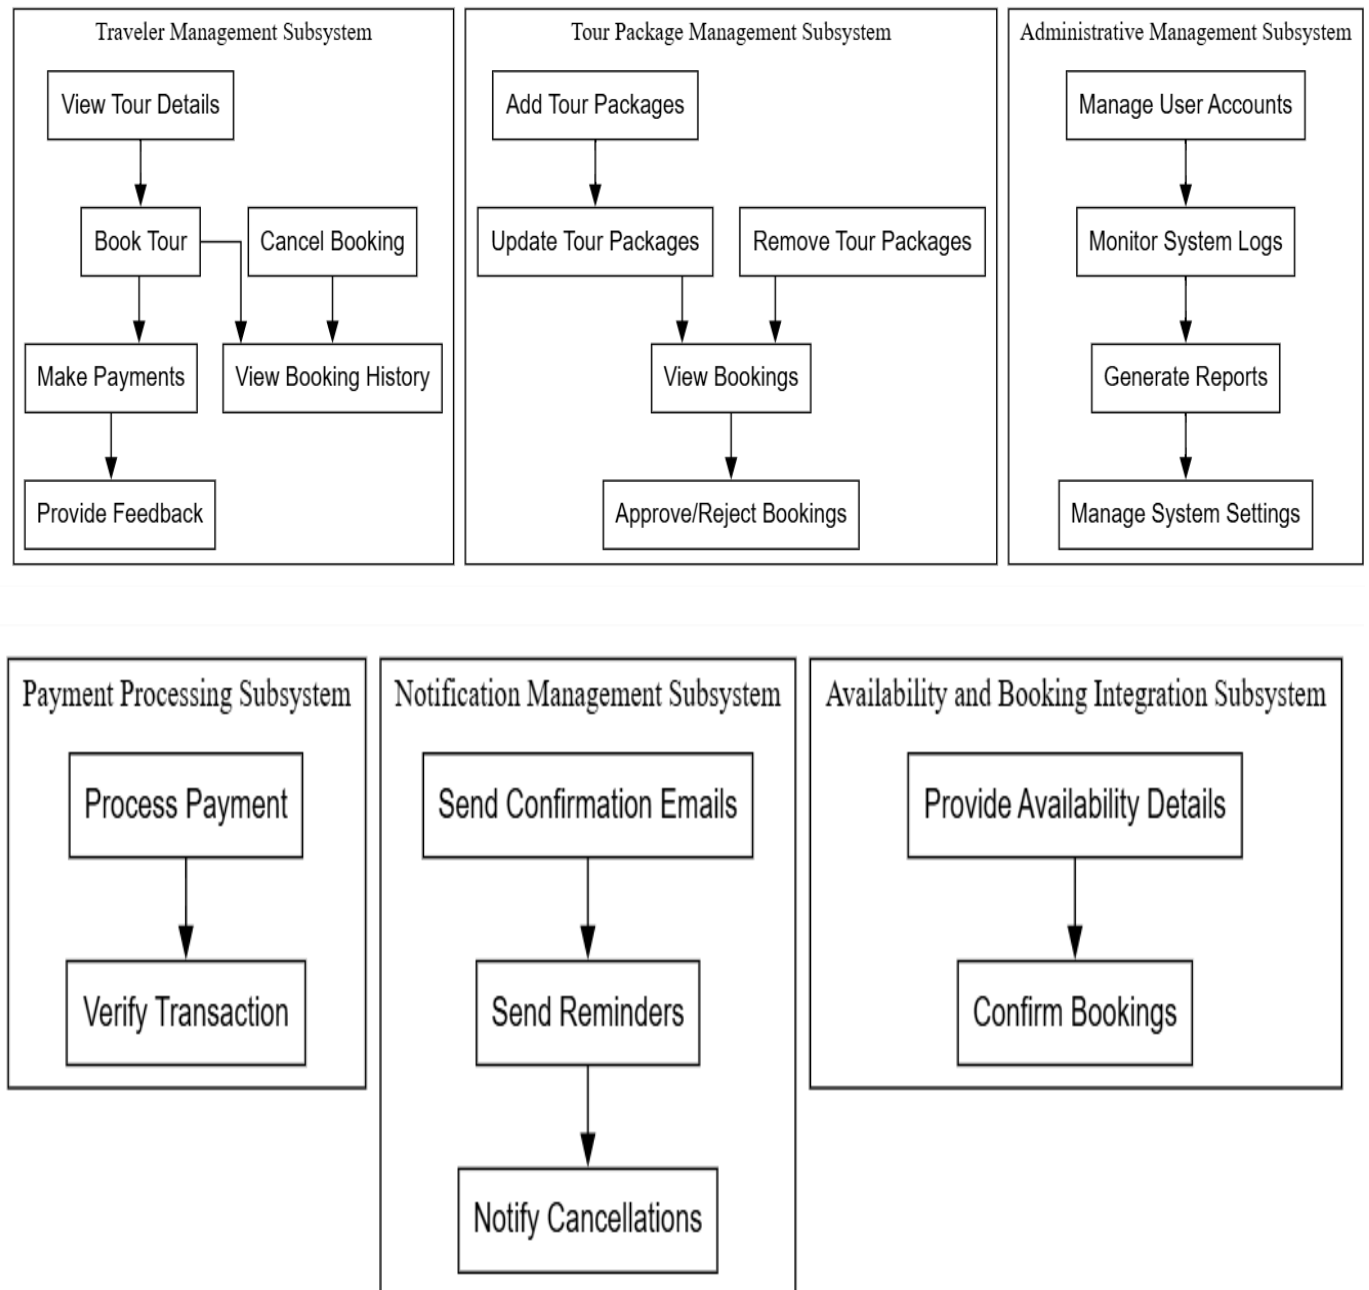 Traveler Management Subsystem
View Tour Details
Book Tour
Cancel Booking
Make Payments
View Booking History
Provide Feedback
Tour Package Management Subsystem
Add Tour Packages
Update Tour Packages
Remove Tour Packages
View Bookings
Approve/Reject Bookings
Administrative Management Subsystem
Manage User Accounts
Monitor System Logs
Generate Reports
Manage System Settings
Payment Processing Subsystem
Process Payment
Verify Transaction
Notification Management Subsystem
Send Confirmation Emails
Send Reminders
Notify Cancellations
Availability and Booking Integration Subsystem
Provide Availability Details
Confirm Bookings